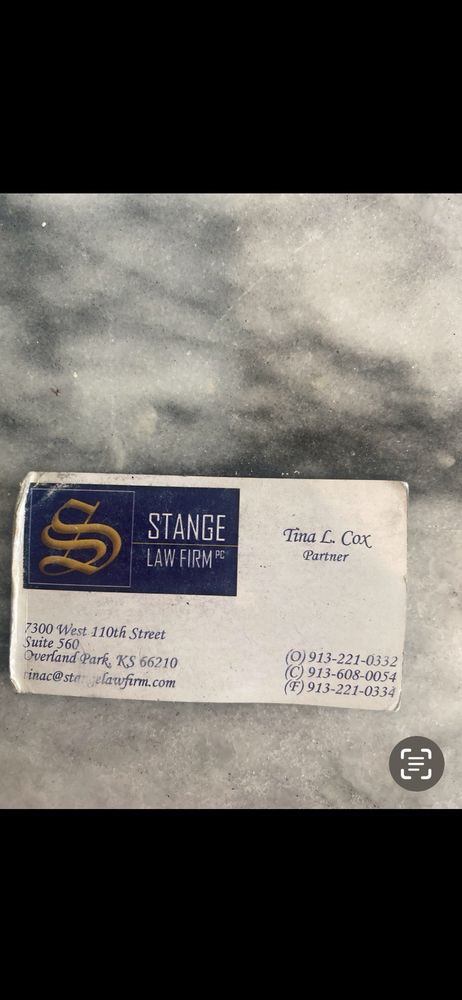 STANGE
LAW FIRM PC
Tina L. Cox
Partner
7300 West 110th Street
Suite 560
Overland Park, KS 66210
(O) 913-221-0332
(C) 913-608-0054
(F) 913-221-0334